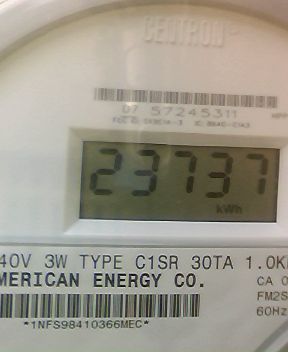 CENTRON
07 57245311
23737
kWh
40V 3W TYPE C1SR 30TA 1.0K
MERICAN ENERGY CO.
CA 0
FM2S
60Hz
*1NFS98410366MEC*